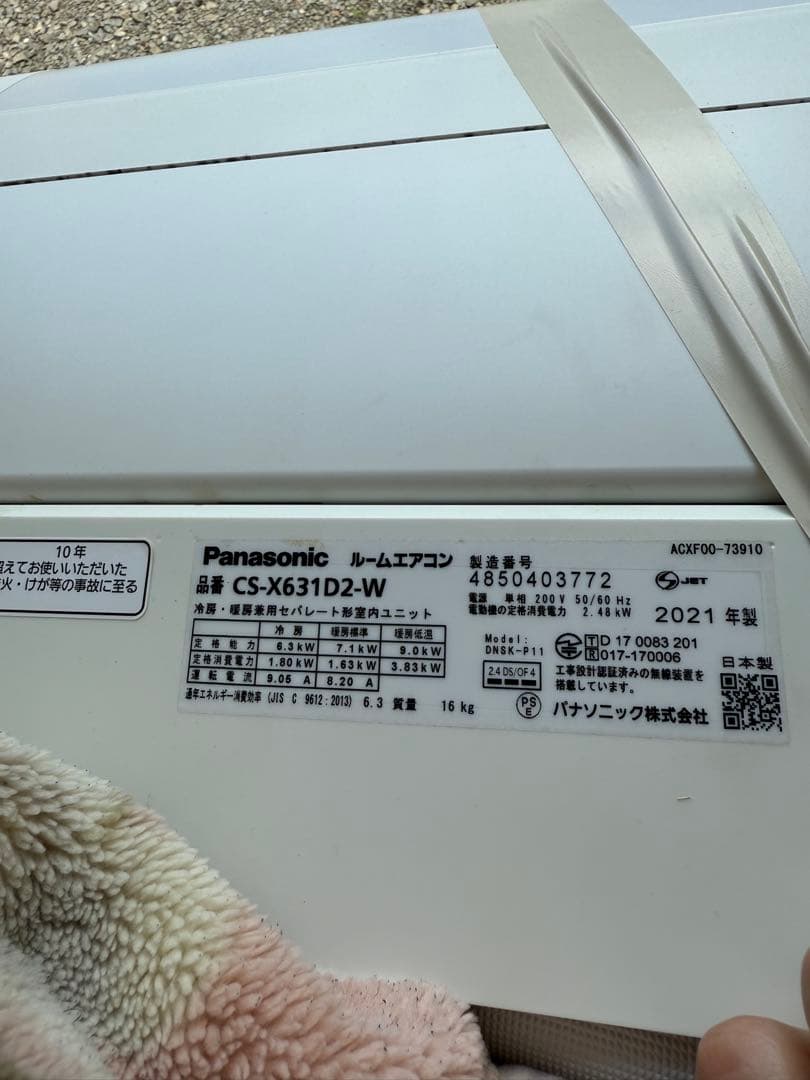 10年
超えてお使いいただいた
火・けが等の事故に至る
Panasonic ルームエアコン
品番 CS-X631D2-W
冷房・暖房兼用セパレート形室内ユニット
冷房 暖房標準 暖房低温
定格能力 6.3kW 7.1kW 9.0kW
定格消費電力 1.80kW 1.63kW 3.83kW
運転電流 9.05 A 8.20 A
通年エネルギー消費効率 (JIS C 9612:2013) 6.3 質量 16 kg
製造番号
4850403772
電源 単相 200V 50/60 Hz
電動機の定格消費電力 2.48 kW
Model:
DNSK-P11
2.4 DS/OF 4
ACXF00-73910
JET
2021 年製
T D 17 0083 201
R 017-170006
工事設計認証済みの無線装置を
搭載しています。
日本製
PS
E
パナソニック株式会社